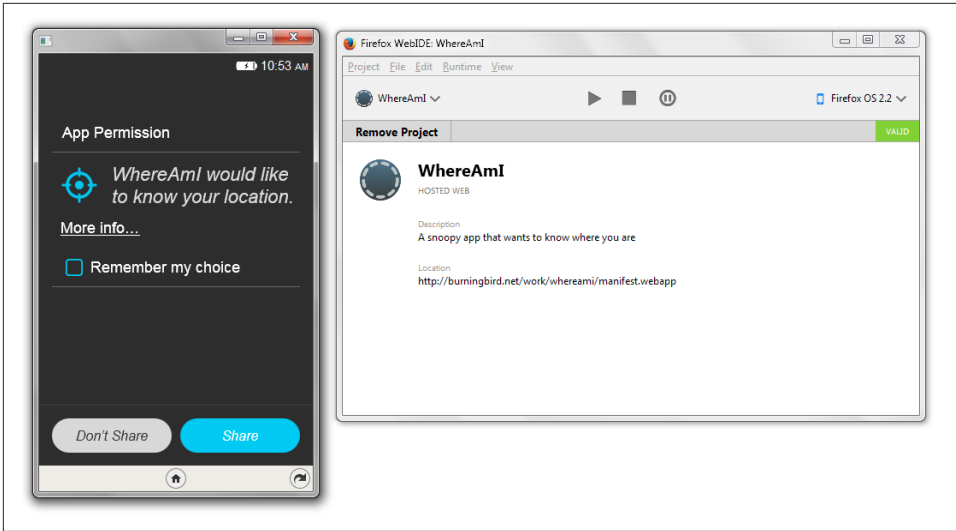 10:53 AM
App Permission
WhereAmI would like
to know your location.
More info...
Remember my choice
Don't Share
Share
Firefox WebIDE: WhereAmI
Project File Edit Runtime View
WhereAmI
Firefox OS 2.2
Remove Project
VALID
WhereAmI
HOSTED WEB
Description
A snoopy app that wants to know where you are
Location
http://burningbird.net/work/whereami/manifest.webapp